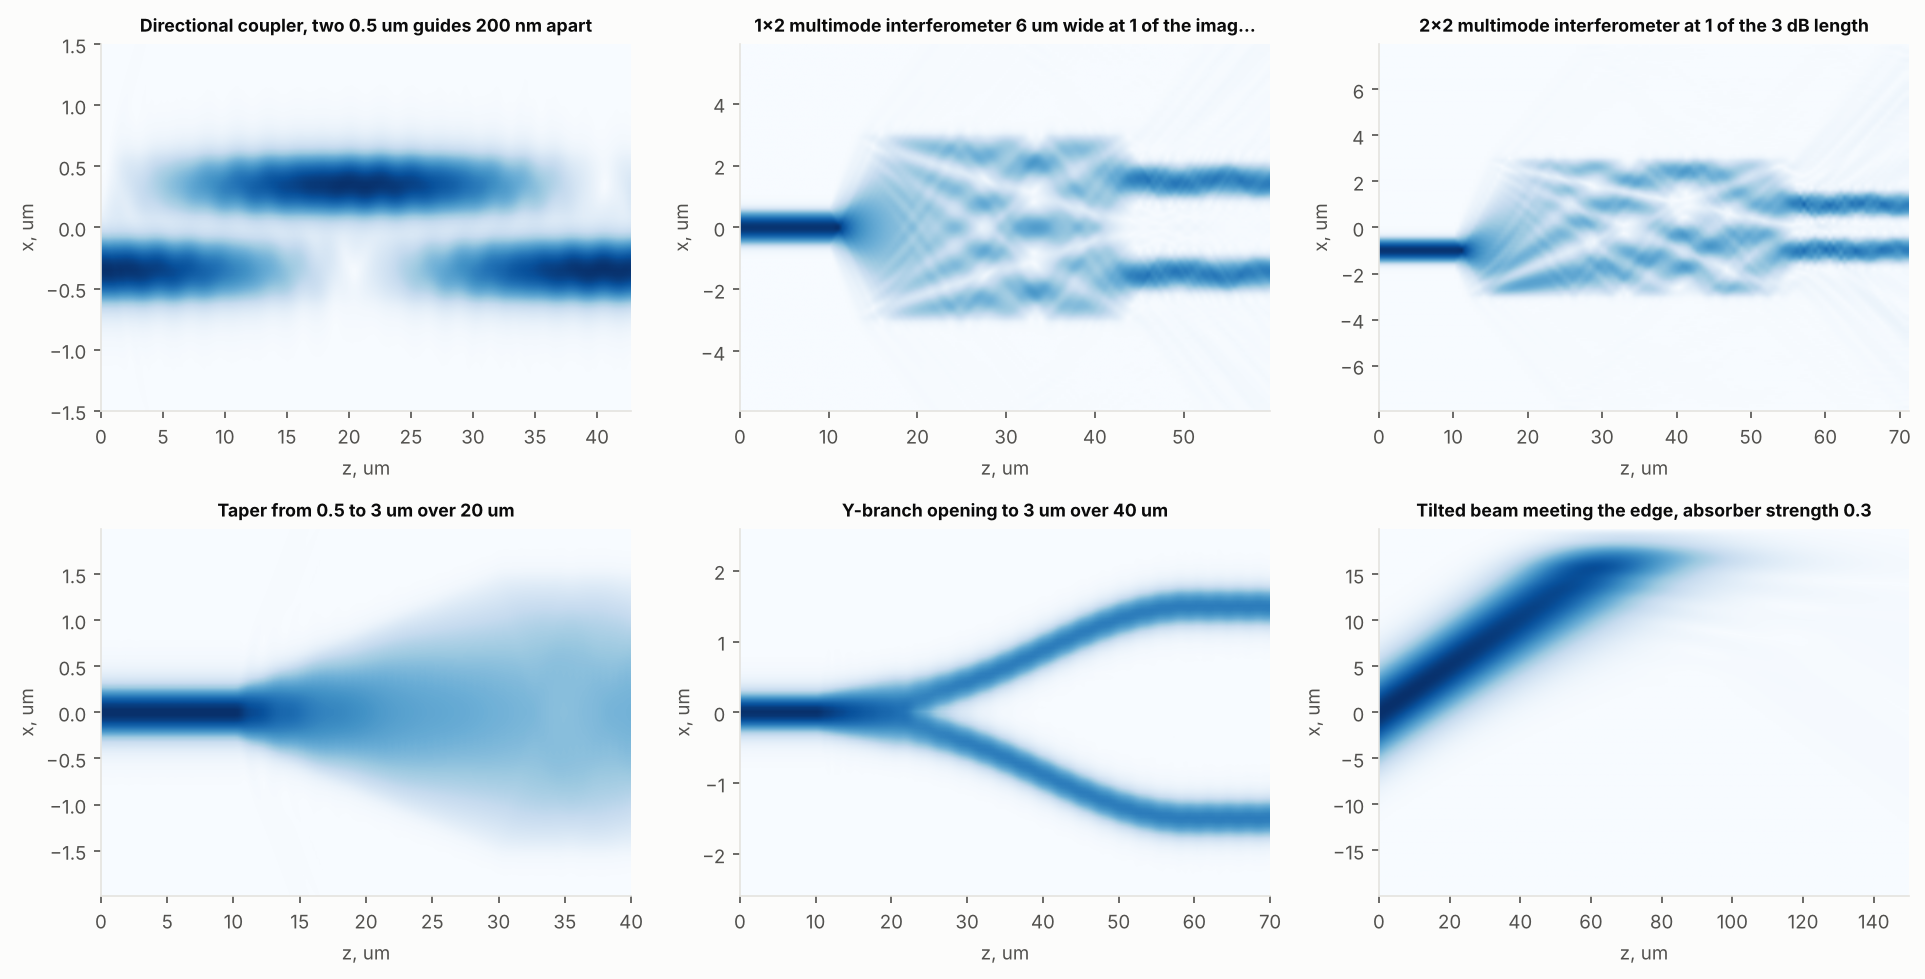 Directional coupler, two 0.5 um guides 200 nm apart
1×2 multimode interferometer 6 um wide at 1 of the imag...
2×2 multimode interferometer at 1 of the 3 dB length
1.5
1.0
0.5
0.0
−0.5
−1.0
−1.5
x, um
0 5 10 15 20 25 30 35 40
z, um
4
2
0
−2
−4
x, um
0 10 20 30 40 50
z, um
6
4
2
0
−2
−4
−6
x, um
0 10 20 30 40 50 60 70
z, um
Taper from 0.5 to 3 um over 20 um
Y-branch opening to 3 um over 40 um
Tilted beam meeting the edge, absorber strength 0.3
1.5
1.0
0.5
0.0
−0.5
−1.0
−1.5
x, um
0 5 10 15 20 25 30 35 40
z, um
2
1
0
−1
−2
x, um
0 10 20 30 40 50 60 70
z, um
15
10
5
0
−5
−10
−15
x, um
0 20 40 60 80 100 120 140
z, um